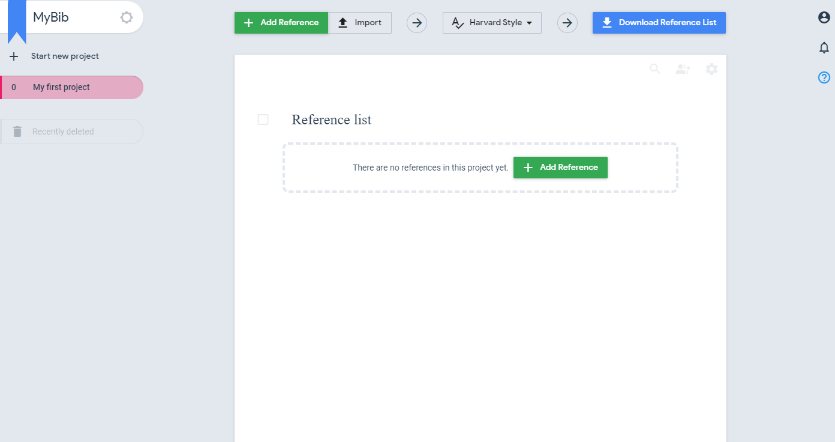 MyBib
Add Reference
Import
Harvard Style
Download Reference List
Start new project
0 My first project
Recently deleted
Reference list
There are no references in this project yet.
Add Reference